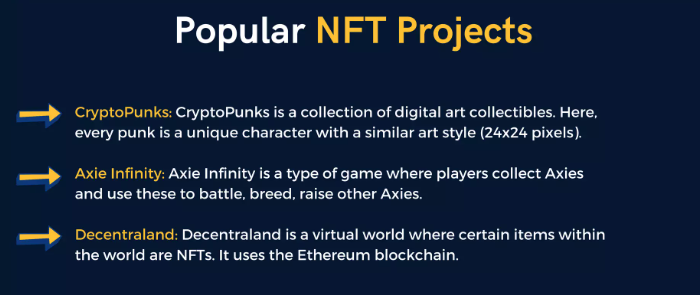 Popular NFT Projects
CryptoPunks: CryptoPunks is a collection of digital art collectibles. Here,
every punk is a unique character with a similar art style (24x24 pixels).
Axie Infinity: Axie Infinity is a type of game where players collect Axies
and use these to battle, breed, raise other Axies.
Decentraland: Decentraland is a virtual world where certain items within
the world are NFTs. It uses the Ethereum blockchain.